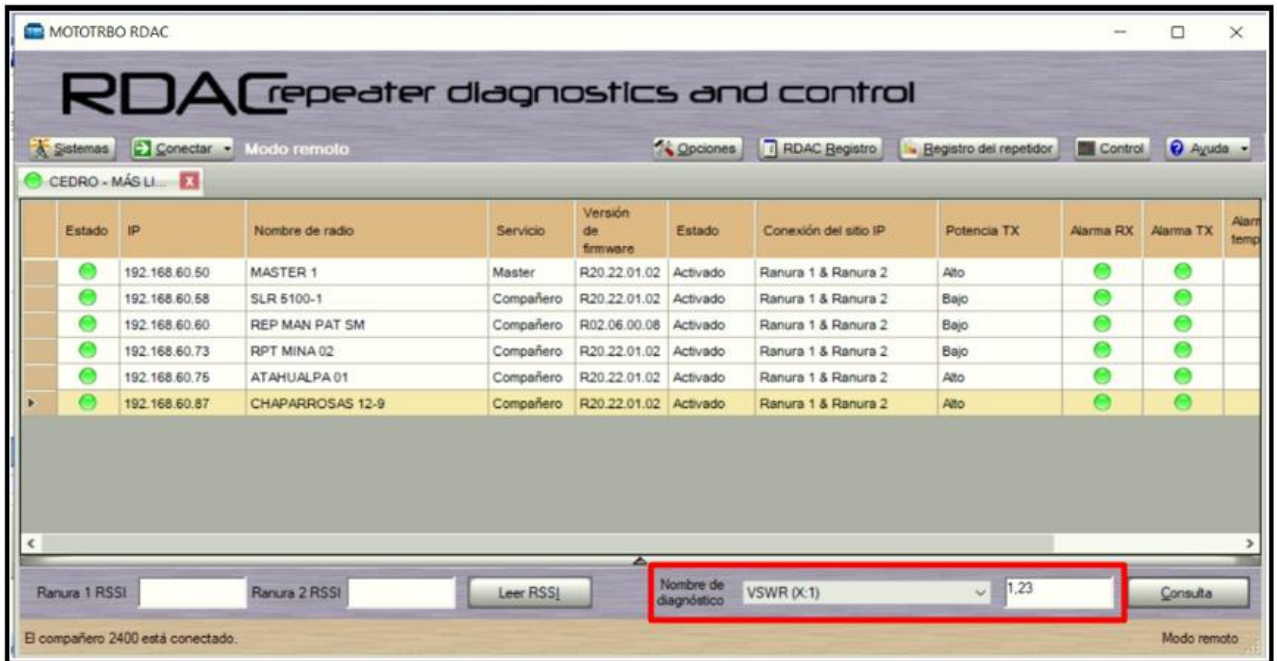 MOTOTRBO RDAC
RDAC repeater diagnostics and control
Sistemas Conectar Modo remoto Opciones RDAC Registro Registro del repetidor Control Ayuda
CEDRO - MÁS LI...
Estado IP Nombre de radio Servicio Versión de firmware Estado Conexión del sitio IP Potencia TX Alarma RX Alarma TX Alarm temp
192.168.60.50 MASTER 1 Master R20.22.01.02 Activado Ranura 1 & Ranura 2 Alto
192.168.60.58 SLR 5100-1 Compañero R20.22.01.02 Activado Ranura 1 & Ranura 2 Bajo
192.168.60.60 REP MAN PAT SM Compañero R02.06.00.08 Activado Ranura 1 & Ranura 2 Bajo
192.168.60.73 RPT MINA 02 Compañero R20.22.01.02 Activado Ranura 1 & Ranura 2 Bajo
192.168.60.75 ATAHUALPA 01 Compañero R20.22.01.02 Activado Ranura 1 & Ranura 2 Alto
192.168.60.87 CHAPARROSAS 12-9 Compañero R20.22.01.02 Activado Ranura 1 & Ranura 2 Alto
Ranura 1 RSSI Ranura 2 RSSI Leer RSSI Nombre de diagnóstico VSWR (X:1) 1,23 Consulta
El compañero 2400 está conectado. Modo remoto